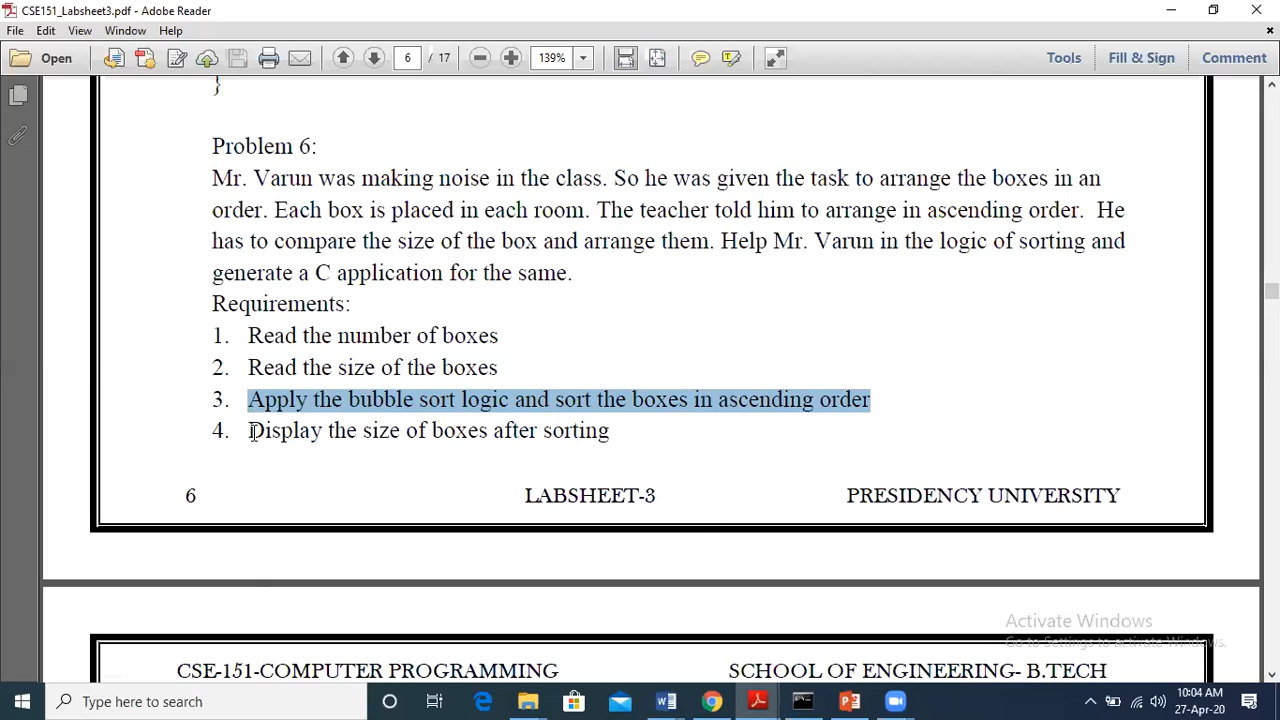 CSE151_Labsheet3.pdf - Adobe Reader
File Edit View Window Help
Open 6 / 17 139% Tools Fill & Sign Comment
}
Problem 6:
Mr. Varun was making noise in the class. So he was given the task to arrange the boxes in an
order. Each box is placed in each room. The teacher told him to arrange in ascending order. He
has to compare the size of the box and arrange them. Help Mr. Varun in the logic of sorting and
generate a C application for the same.
Requirements:
1. Read the number of boxes
2. Read the size of the boxes
3. Apply the bubble sort logic and sort the boxes in ascending order
4. Display the size of boxes after sorting
6 LABSHEET-3 PRESIDENCY UNIVERSITY
Activate Windows
Go to Settings to activate Windows.
CSE-151-COMPUTER PROGRAMMING SCHOOL OF ENGINEERING- B.TECH
Type here to search
10:04 AM
27-Apr-20